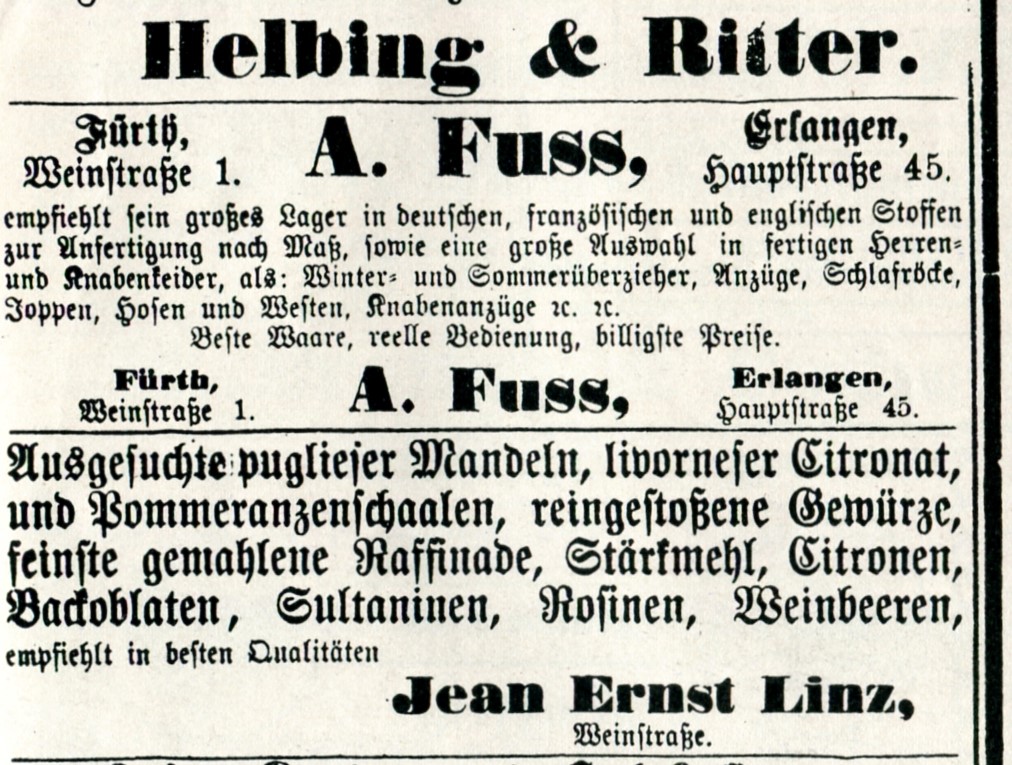 Helbing & Ritter.
Fürth, A. Fuss, Erlangen,
Weinstraße 1. Hauptstraße 45.
empfiehlt sein großes Lager in deutschen, französischen und englischen Stoffen
zur Anfertigung nach Maß, sowie eine große Auswahl in fertigen Herren-
und Knabenkeider, als: Winter- und Sommerüberzieher, Anzüge, Schlafröcke,
Joppen, Hosen und Westen, Knabenanzüge ꝛc. ꝛc.
Beste Waare, reelle Bedienung, billigste Preise.
Fürth, A. Fuss, Erlangen,
Weinstraße 1. Hauptstraße 45.
Ausgesuchte pugliejer Mandeln, livorneser Citronat,
und Pommeranzenschaalen, reingestoßene Gewürze,
feinste gemahlene Raffinade, Stärkmehl, Citronen,
Backoblaten, Sultaninen, Rosinen, Weinbeeren,
empfiehlt in besten Qualitäten
Jean Ernst Linz,
Weinstraße.